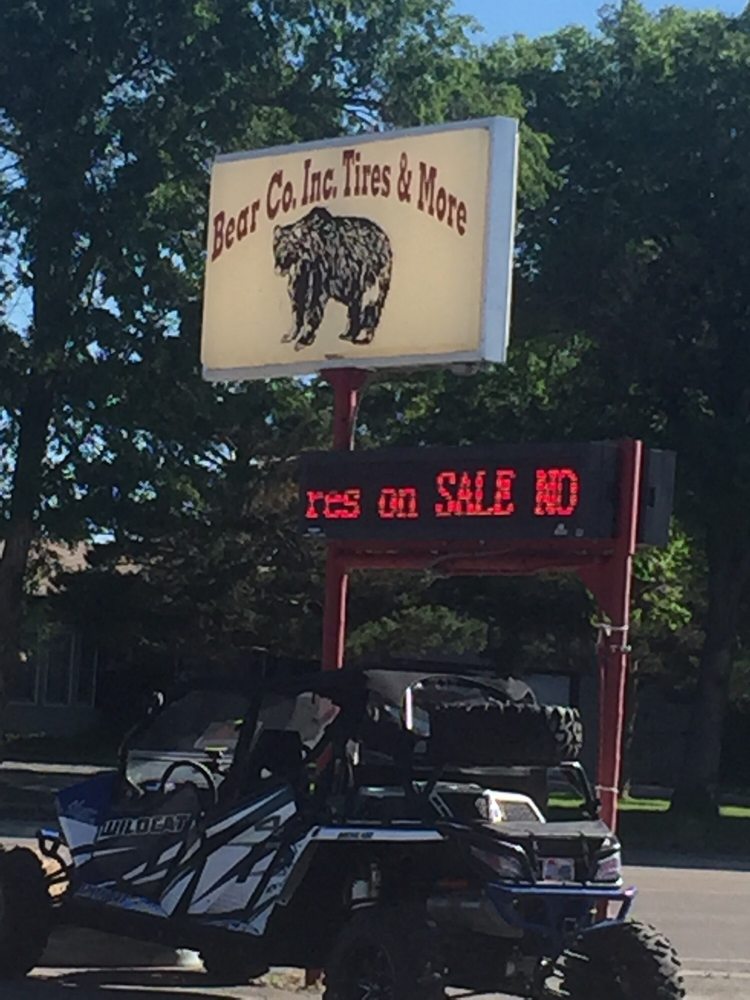 Bear Co. Inc. Tires & More
res on SALE NO
WILDCAT